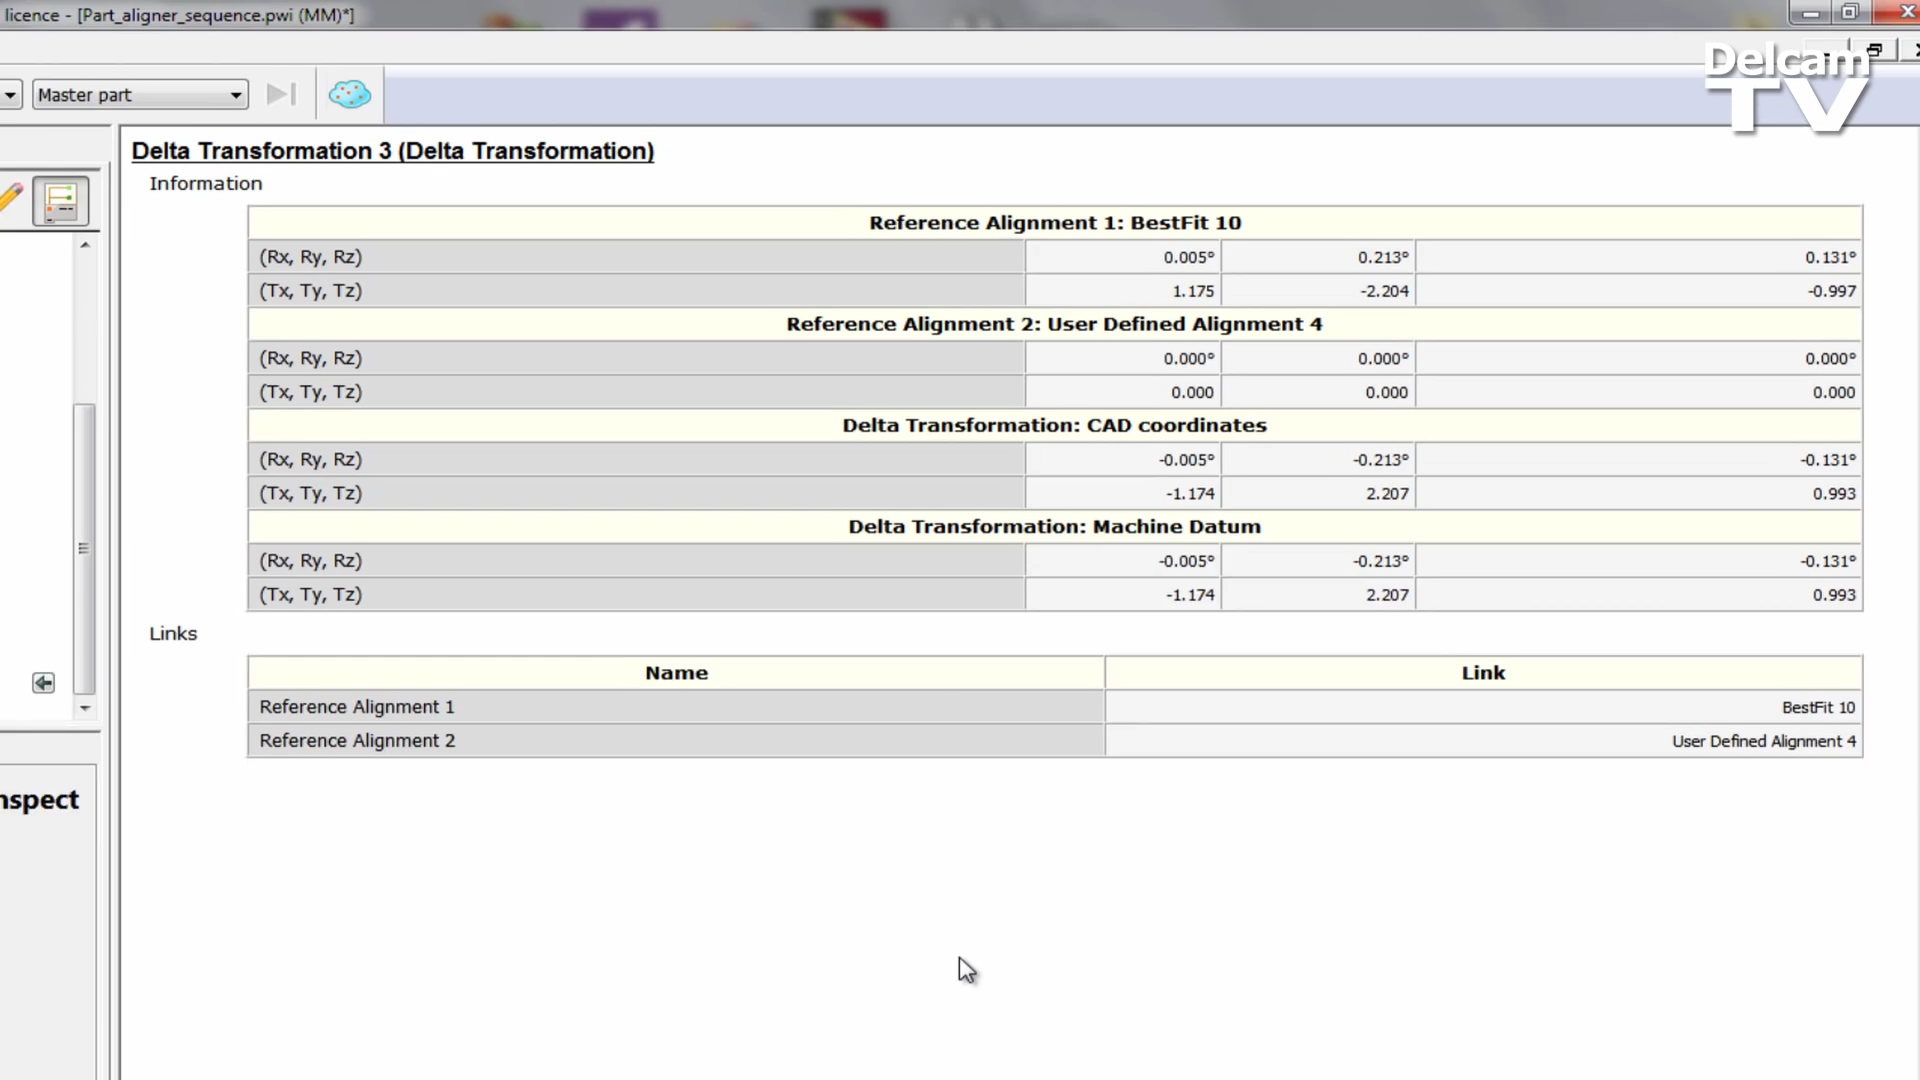 licence - [Part_aligner_sequence.pwi (MM)*]
Delcam
TV
Master part
Delta Transformation 3 (Delta Transformation)
Information
Reference Alignment 1: BestFit 10
(Rx, Ry, Rz) 0.005° 0.213° 0.131°
(Tx, Ty, Tz) 1.175 -2.204 -0.997
Reference Alignment 2: User Defined Alignment 4
(Rx, Ry, Rz) 0.000° 0.000° 0.000°
(Tx, Ty, Tz) 0.000 0.000 0.000
Delta Transformation: CAD coordinates
(Rx, Ry, Rz) -0.005° -0.213° -0.131°
(Tx, Ty, Tz) -1.174 2.207 0.993
Delta Transformation: Machine Datum
(Rx, Ry, Rz) -0.005° -0.213° -0.131°
(Tx, Ty, Tz) -1.174 2.207 0.993
Links
Name Link
Reference Alignment 1 BestFit 10
Reference Alignment 2 User Defined Alignment 4
nspect